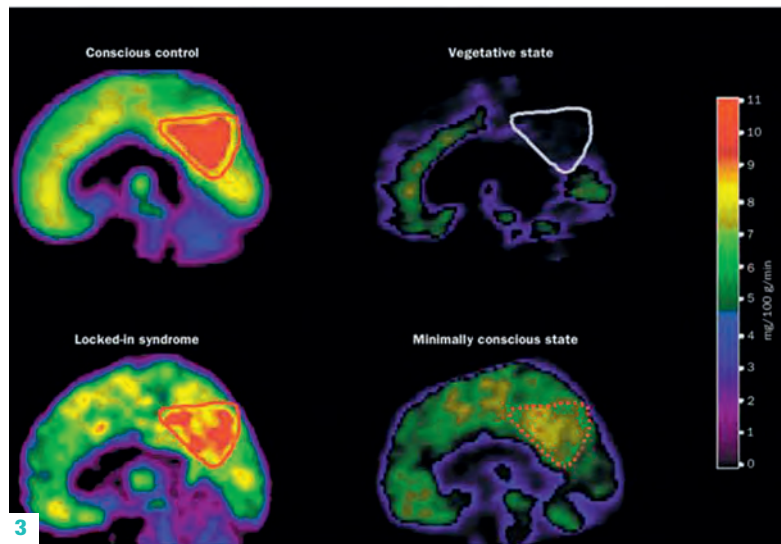 Conscious control
Vegetative state
11
10
9
8
7
6
5
4
3
2
1
0
mg/100 g/min
Locked-in syndrome
Minimally conscious state
3